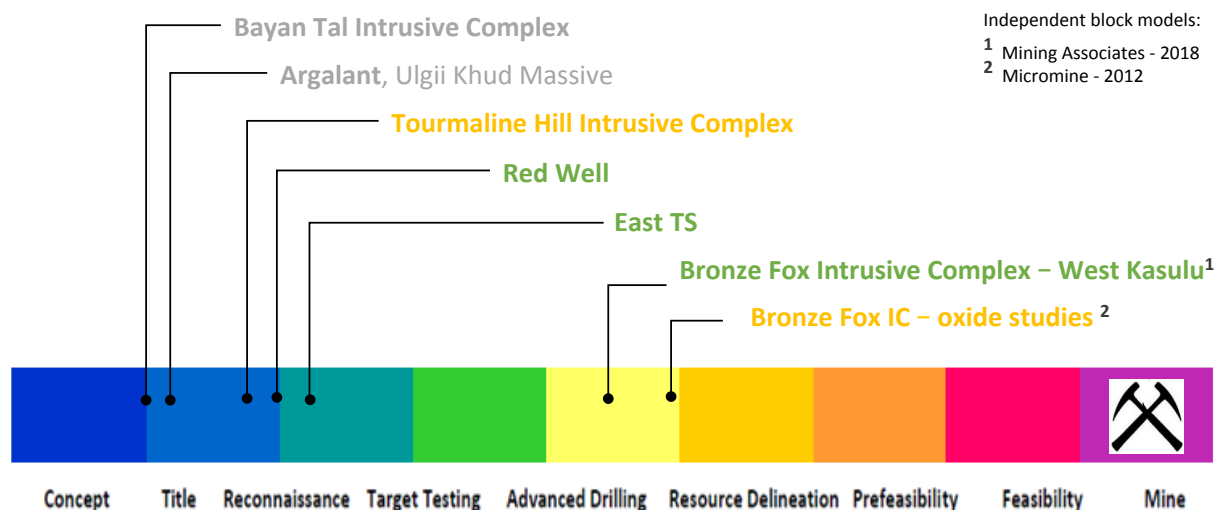 Bayan Tal Intrusive Complex
Independent block models:
1 Mining Associates - 2018
2 Micromine - 2012
Argalant, Ulgii Khud Massive
Tourmaline Hill Intrusive Complex
Red Well
East TS
Bronze Fox Intrusive Complex – West Kasulu1
Bronze Fox IC – oxide studies 2
Concept Title Reconnaissance Target Testing Advanced Drilling Resource Delineation Prefeasibility Feasibility Mine